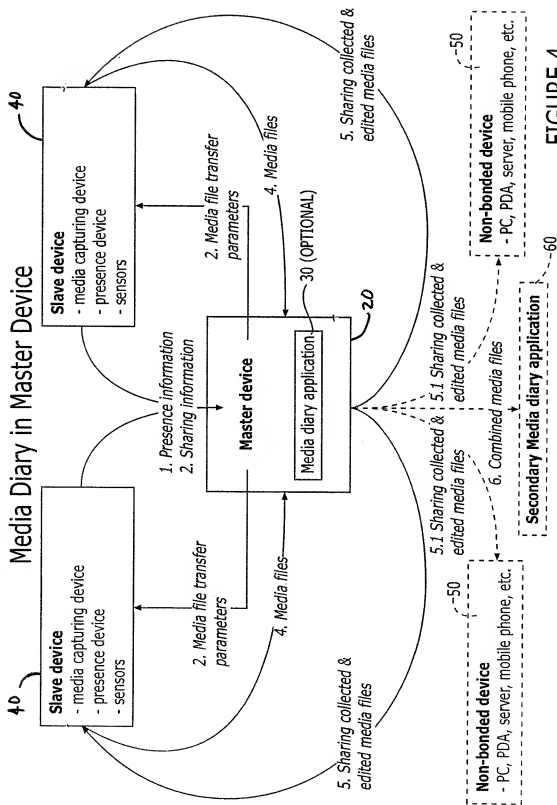 Media Diary in Master Device
40
Slave device
- media capturing device
- presence device
- sensors
40
Slave device
- media capturing device
- presence device
- sensors
1. Presence information
2. Sharing information
2. Media file transfer
parameters
2. Media file transfer
parameters
Master device
Media diary application
20
30 (OPTIONAL)
4. Media files
4. Media files
5. Sharing collected &
edited media files
5. Sharing collected &
edited media files
5.1 Sharing collected &
edited media files
5.1 Sharing collected &
edited media files
6. Combined media files
50
Non-bonded device
- PC, PDA, server, mobile phone, etc.
Secondary Media diary application
60
50
Non-bonded device
- PC, PDA, server, mobile phone, etc.
FIGURE 4